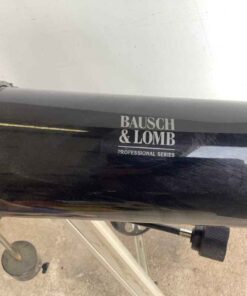 BAUSCH
& LOMB
PROFESSIONAL SERIES